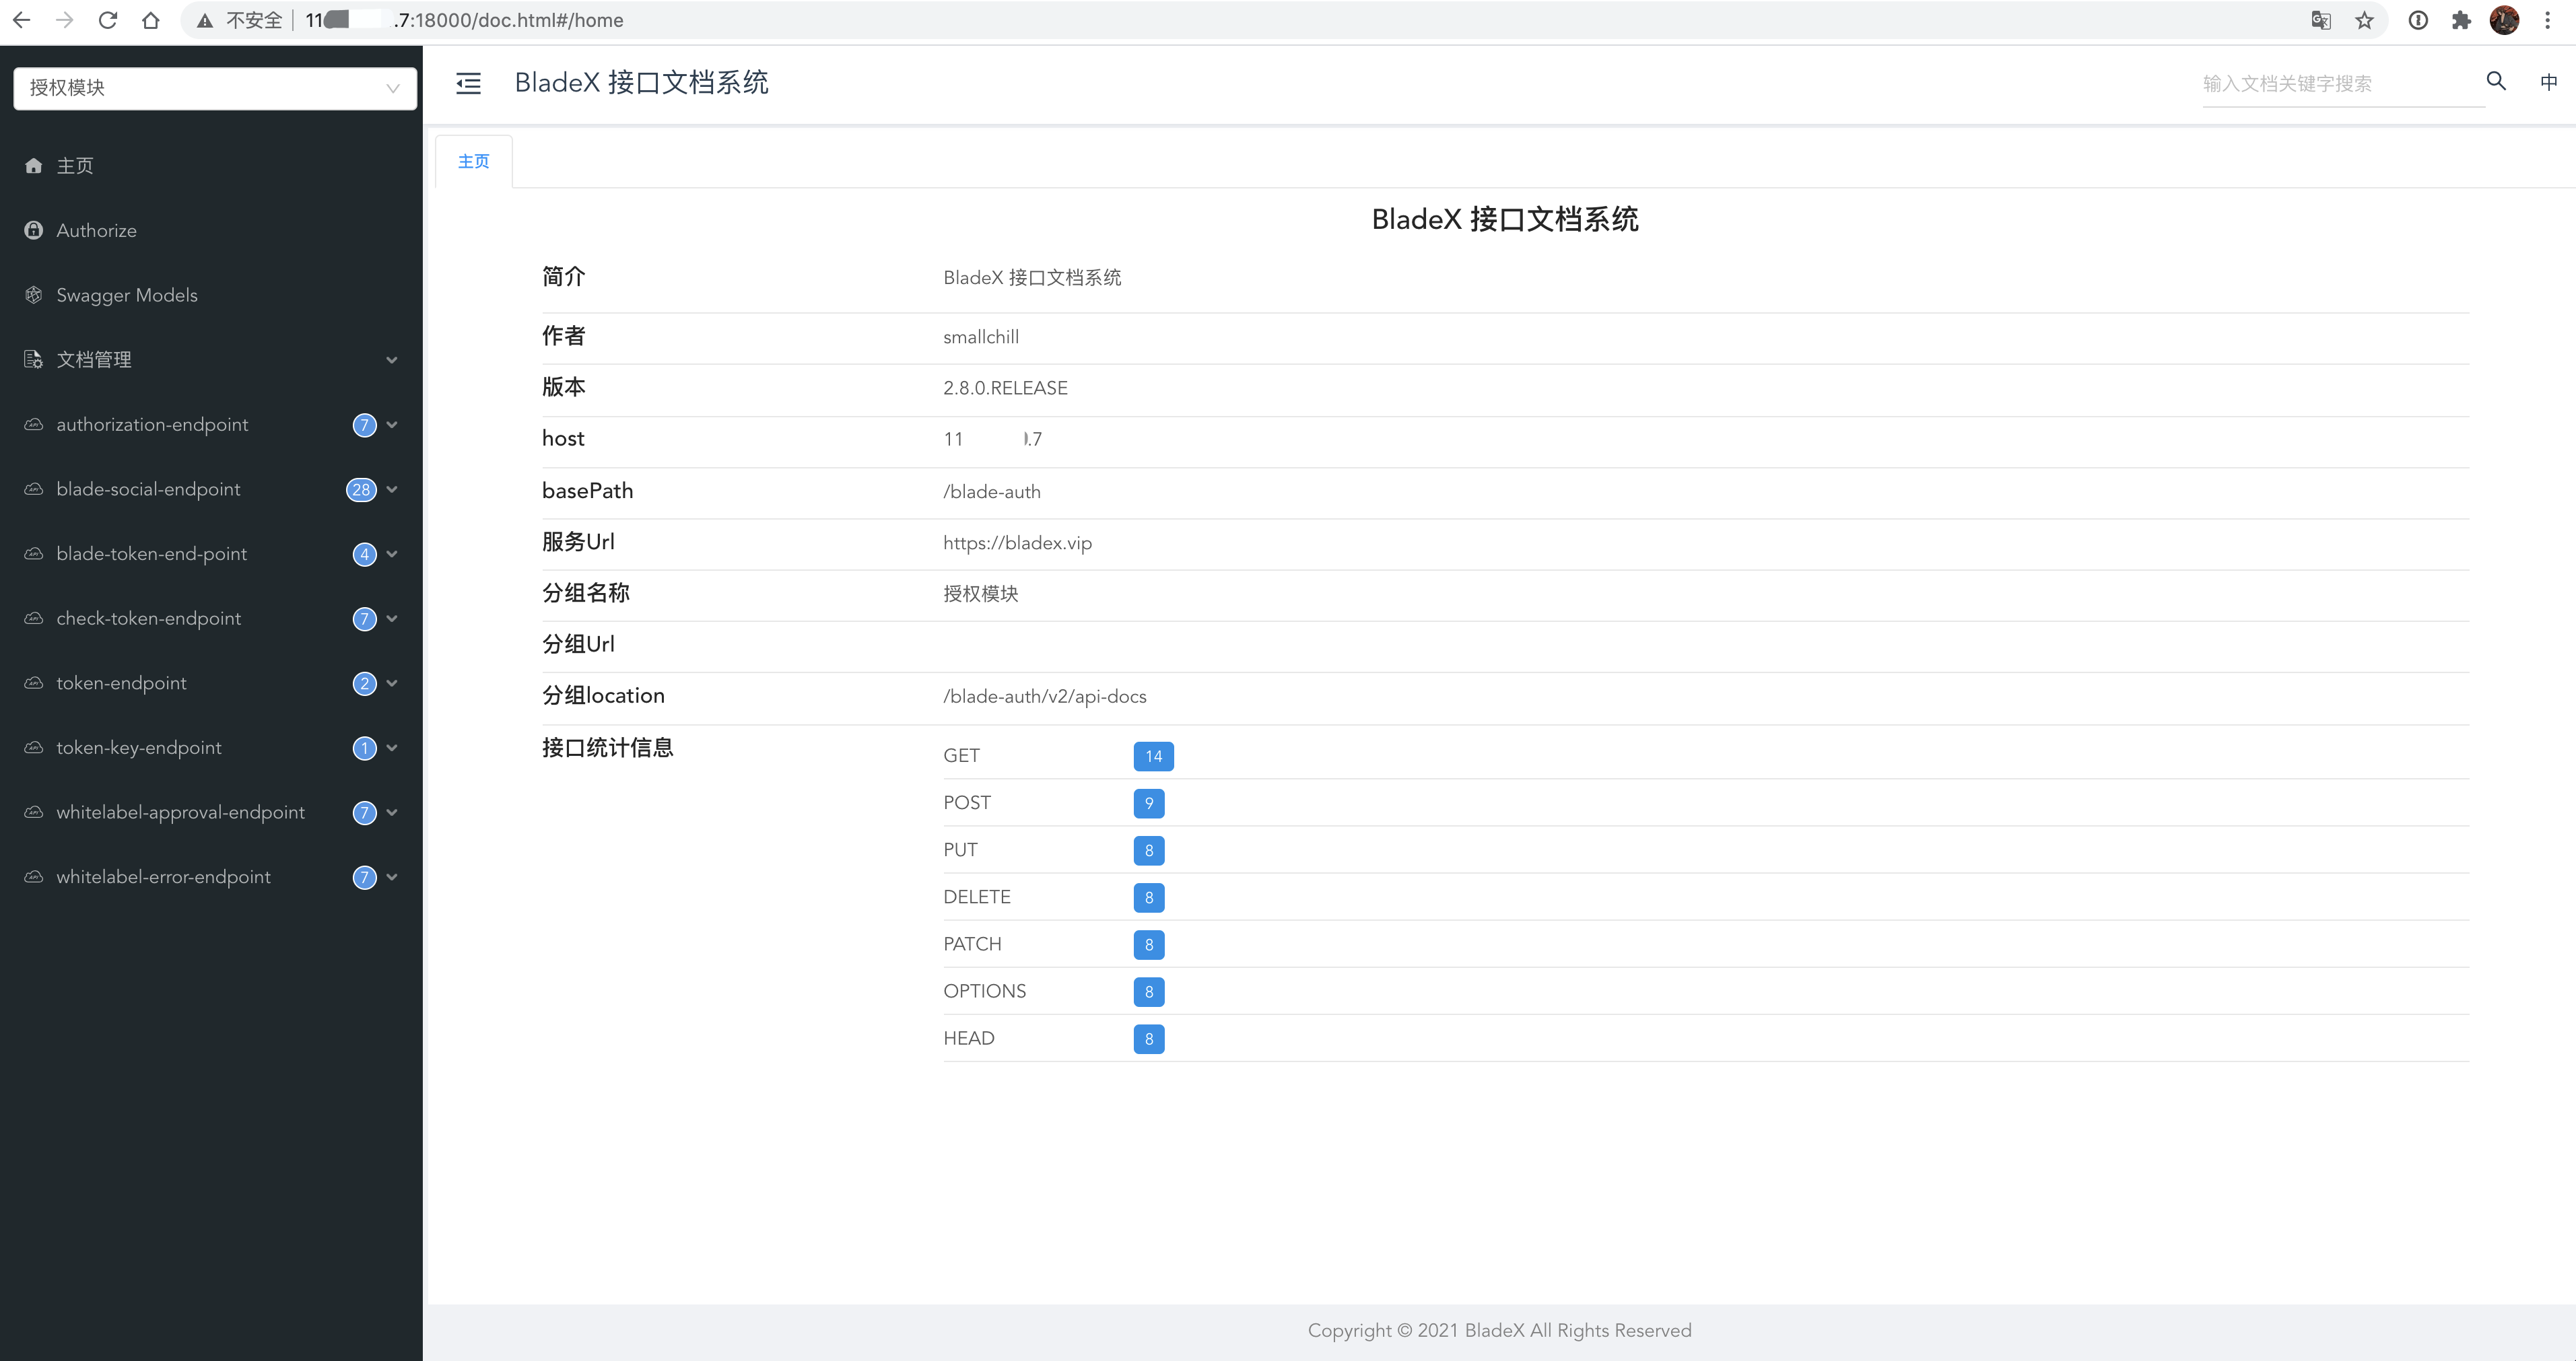 不安全 11 .7:18000/doc.html#/home
授权模块
BladeX 接口文档系统
输入文档关键字搜索
中
主页
Authorize
Swagger Models
文档管理
authorization-endpoint 7
blade-social-endpoint 28
blade-token-end-point 4
check-token-endpoint 7
token-endpoint 2
token-key-endpoint 1
whitelabel-approval-endpoint 7
whitelabel-error-endpoint 7
主页
BladeX 接口文档系统
简介 BladeX 接口文档系统
作者 smallchill
版本 2.8.0.RELEASE
host 11 .7
basePath /blade-auth
服务Url https://bladex.vip
分组名称 授权模块
分组Url
分组location /blade-auth/v2/api-docs
接口统计信息
GET 14
POST 9
PUT 8
DELETE 8
PATCH 8
OPTIONS 8
HEAD 8
Copyright © 2021 BladeX All Rights Reserved